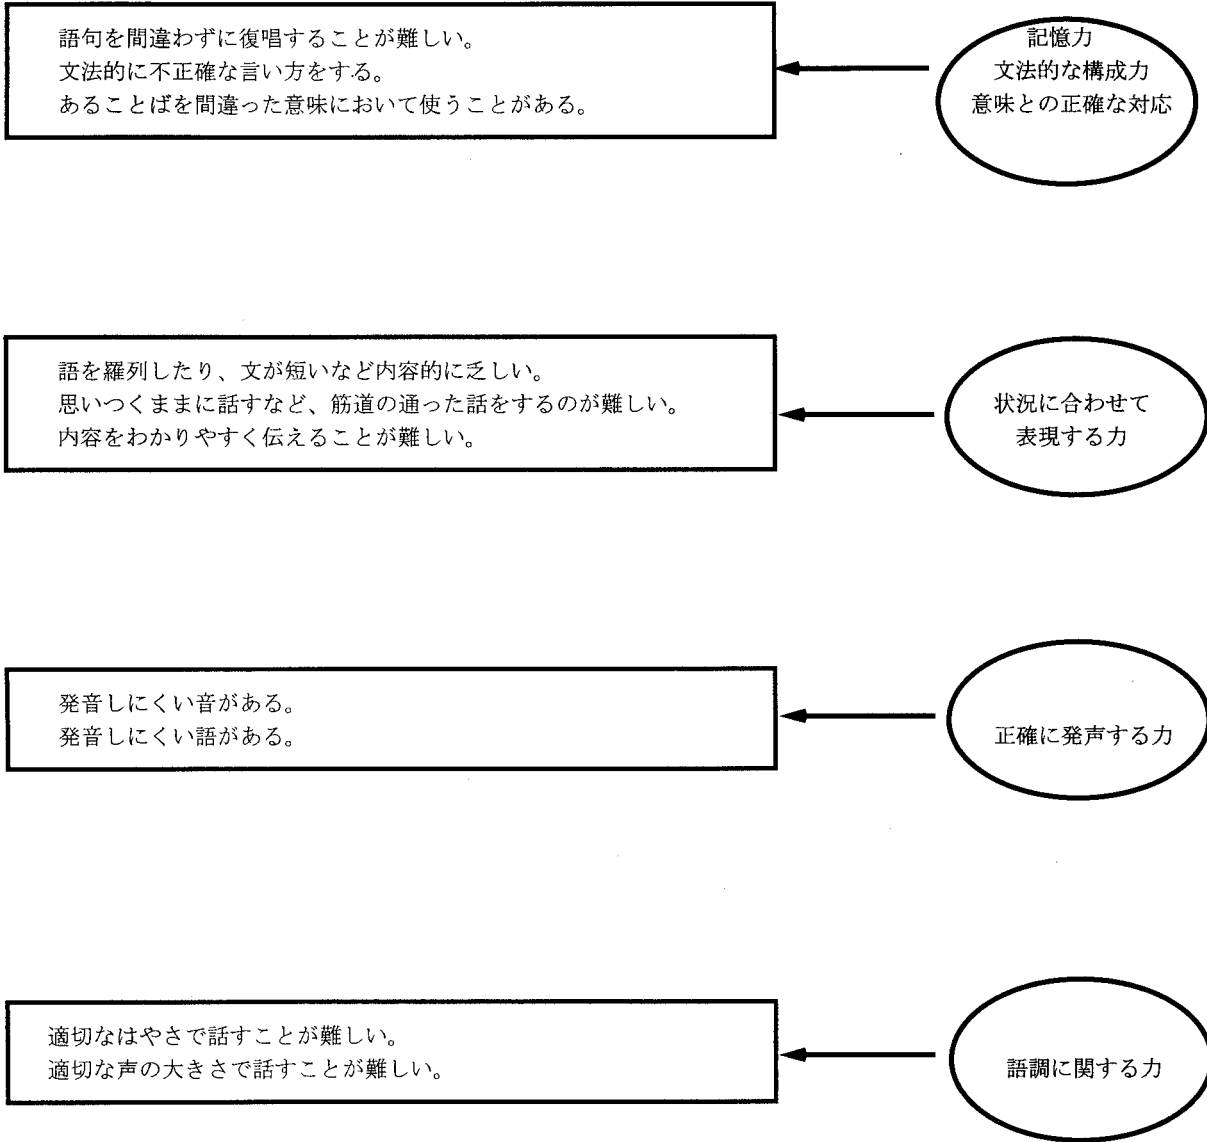 語句を間違わずに復唱することが難しい。
文法的に不正確な言い方をする。
あることばを間違った意味において使うことがある。
記憶力
文法的な構成力
意味との正確な対応
語を羅列したり、文が短いなど内容的に乏しい。
思いつくままに話すなど、筋道の通った話をするのが難しい。
内容をわかりやすく伝えることが難しい。
状況に合わせて
表現する力
発音しにくい音がある。
発音しにくい語がある。
正確に発声する力
適切なはやさで話すことが難しい。
適切な声の大きさで話すことが難しい。
語調に関する力